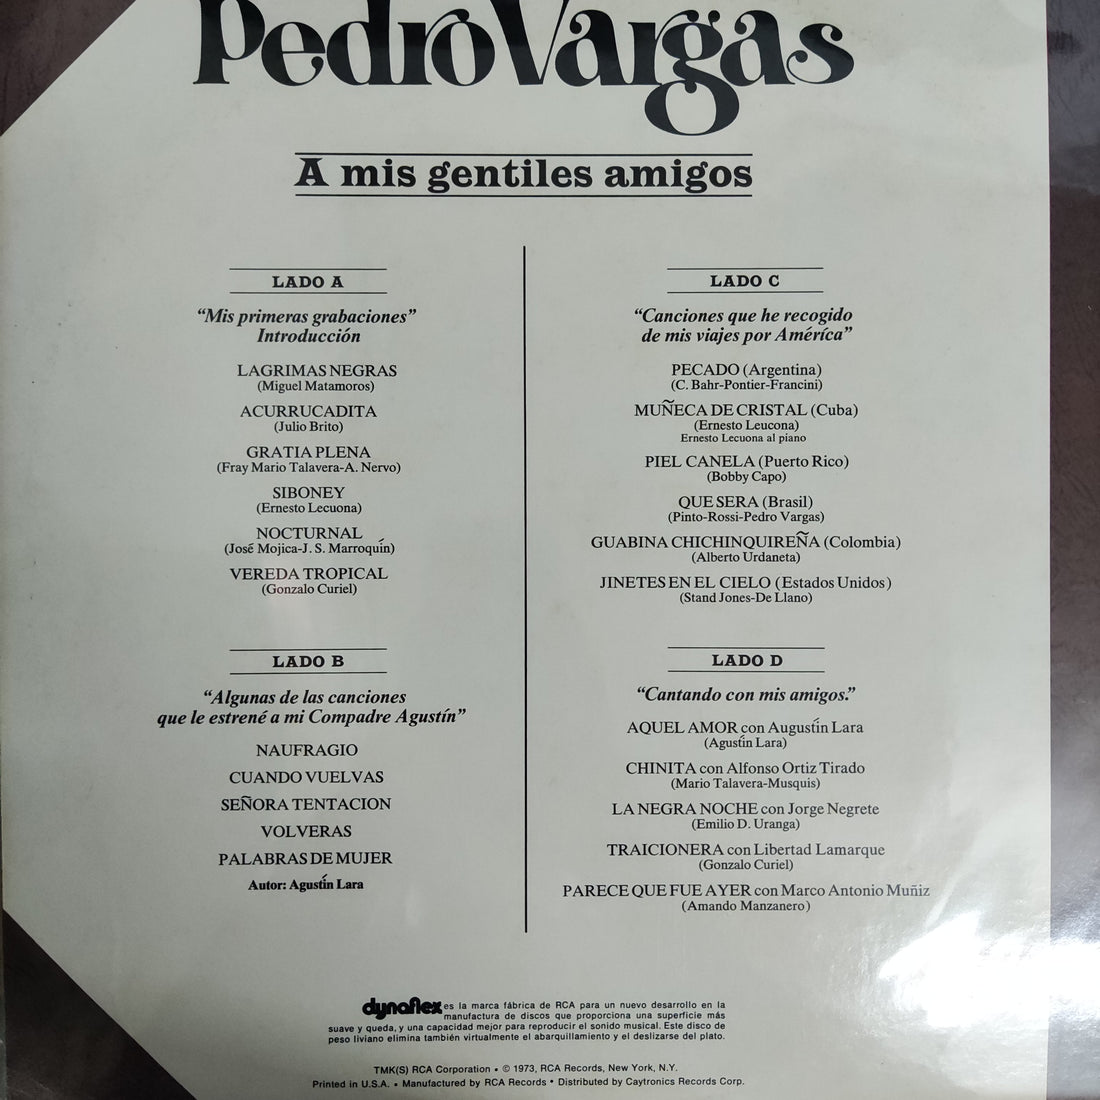 Pedro Vargas
A mis gentiles amigos
LADO A
“Mis primeras grabaciones”
Introducción
LAGRIMAS NEGRAS
(Miguel Matamoros)
ACURRUCADITA
(Julio Brito)
GRATIA PLENA
(Fray Mario Talavera-A. Nervo)
SIBONEY
(Ernesto Lecuona)
NOCTURNAL
(José Mojica-J. S. Marroquín)
VEREDA TROPICAL
(Gonzalo Curiel)
LADO B
“Algunas de las canciones
que le estrené a mi Compadre Agustín”
NAUFRAGIO
CUANDO VUELVAS
SEÑORA TENTACION
VOLVERAS
PALABRAS DE MUJER
Autor: Agustín Lara
LADO C
“Canciones que he recogido
de mis viajes por América”
PECADO (Argentina)
(C. Bahr-Pontier-Francini)
MUÑECA DE CRISTAL (Cuba)
(Ernesto Leucona)
Ernesto Lecuona al piano
PIEL CANELA (Puerto Rico)
(Bobby Capo)
QUE SERA (Brasil)
(Pinto-Rossi-Pedro Vargas)
GUABINA CHICHINQUIREÑA (Colombia)
(Alberto Urdaneta)
JINETES EN EL CIELO (Estados Unidos)
(Stand Jones-De Llano)
LADO D
“Cantando con mis amigos.”
AQUEL AMOR con Augustín Lara
(Agustín Lara)
CHINITA con Alfonso Ortiz Tirado
(Mario Talavera-Musquis)
LA NEGRA NOCHE con Jorge Negrete
(Emilio D. Uranga)
TRAICIONERA con Libertad Lamarque
(Gonzalo Curiel)
PARECE QUE FUE AYER con Marco Antonio Muñiz
(Amando Manzanero)
dynaflex es la marca fábrica de RCA para un nuevo desarrollo en la
manufactura de discos que proporciona una superficie más
suave y queda, y una capacidad mejor para reproducir el sonido musical. Este disco de
peso liviano elimina también virtualmente el abarquillamiento y el deslizarse del plato.
TMK(S) RCA Corporation • © 1973, RCA Records, New York, N.Y.
Printed in U.S.A. • Manufactured by RCA Records • Distributed by Caytronics Records Corp.